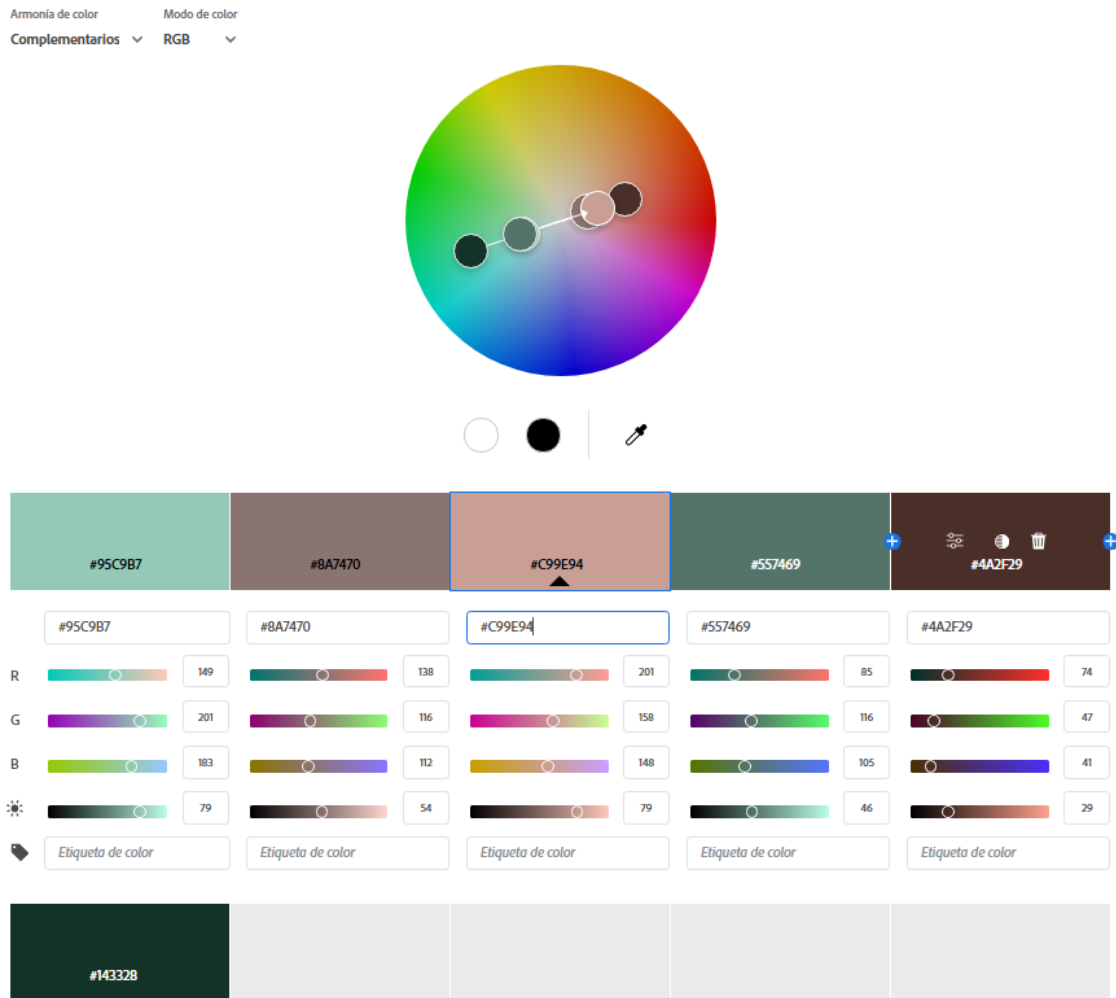 Armonía de color Modo de color
Complementarios RGB
#95C9B7 #8A7470 #C99E94 #557469 #4A2F29
#95C9B7 #8A7470 #C99E94 #557469 #4A2F29
R 149 138 201 85 74
G 201 116 158 116 47
B 183 112 148 105 41
79 54 79 46 29
Etiqueta de color Etiqueta de color Etiqueta de color Etiqueta de color Etiqueta de color
#143328